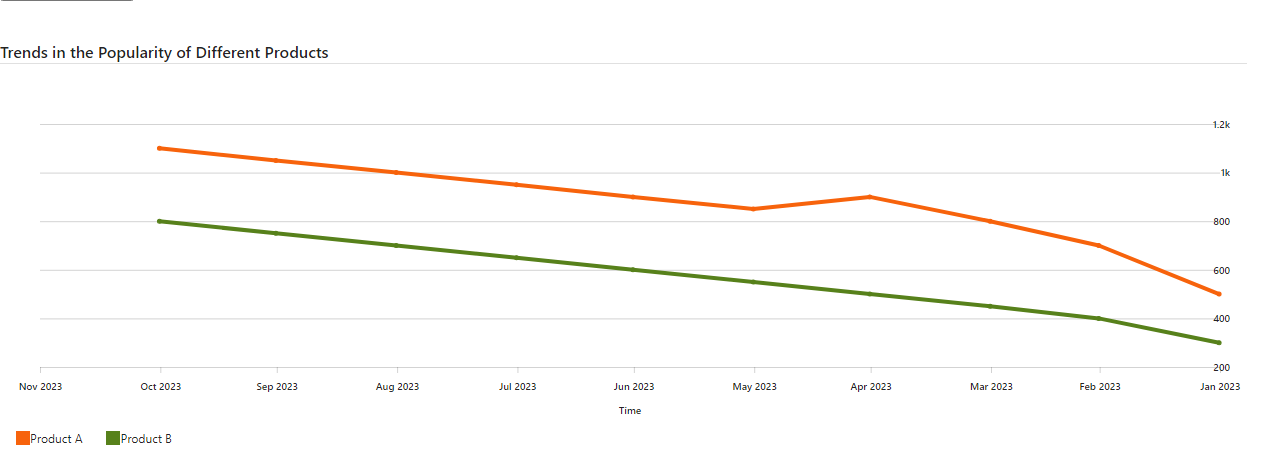 Trends in the Popularity of Different Products
1.2k
1k
800
600
400
200
Nov 2023 Oct 2023 Sep 2023 Aug 2023 Jul 2023 Jun 2023 May 2023 Apr 2023 Mar 2023 Feb 2023 Jan 2023
Time
Product A Product B